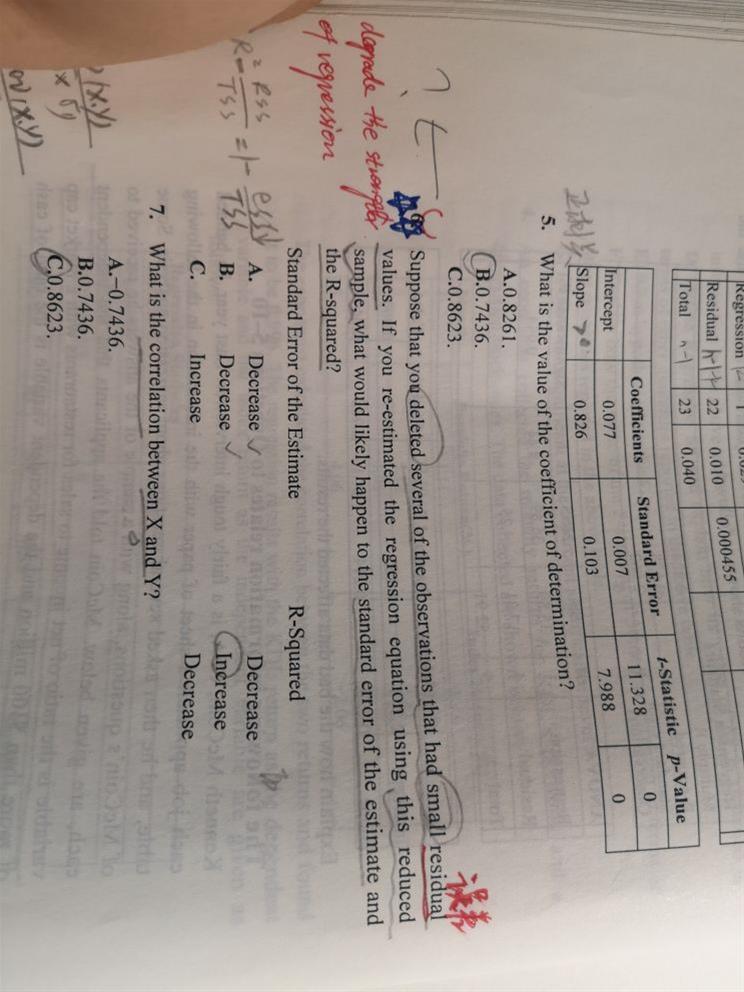 Regression 1
Residual 22 0.010 0.000455
Total n-1 23 0.040
Coefficients Standard Error t-Statistic p-Value
Intercept 0.077 0.007 11.328 0
Slope >0 0.826 0.103 7.988 0
5. What is the value of the coefficient of determination?
A.0.8261.
B.0.7436.
C.0.8623.
Suppose that you deleted several of the observations that had small residual
values. If you re-estimated the regression equation using this reduced
sample, what would likely happen to the standard error of the estimate and
the R-squared?
误差
? t
degrade the strength
of regression
Standard Error of the Estimate R-Squared
A. Decrease ✓ Decrease
B. Decrease ✓ Increase
C. Increase Decrease
7. What is the correlation between X and Y?
A.-0.7436.
B.0.7436.
C.0.8623.